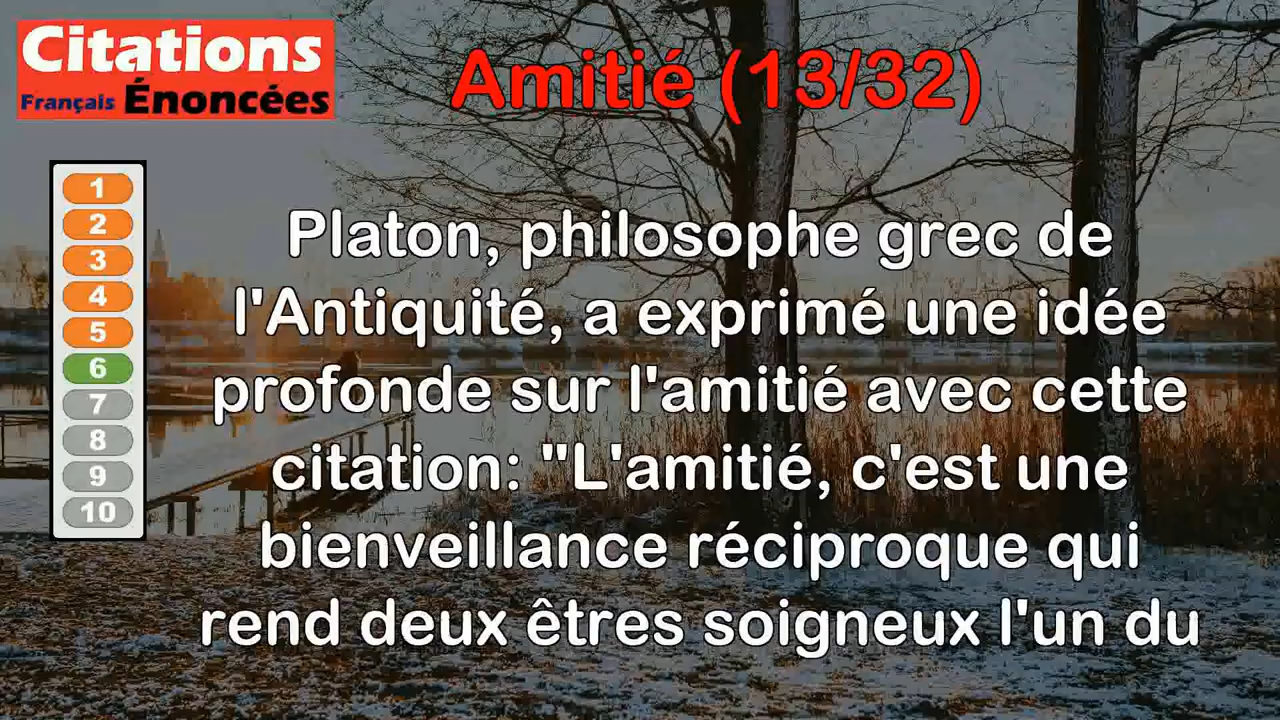 Citations
Français Énoncées
Amitié (13/32)
1
2
3
4
5
6
7
8
9
10
Platon, philosophe grec de
l'Antiquité, a exprimé une idée
profonde sur l'amitié avec cette
citation: "L'amitié, c'est une
bienveillance réciproque qui
rend deux êtres soigneux l'un du